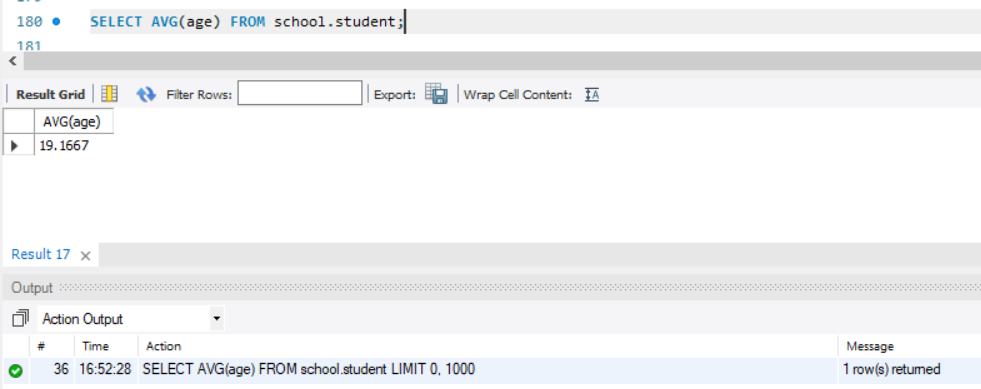 180 SELECT AVG(age) FROM school.student;
181
Result Grid Filter Rows: Export: Wrap Cell Content: IA
AVG(age)
19.1667
Result 17
Output
Action Output
# Time Action Message
36 16:52:28 SELECT AVG(age) FROM school.student LIMIT 0, 1000 1 row(s) returned